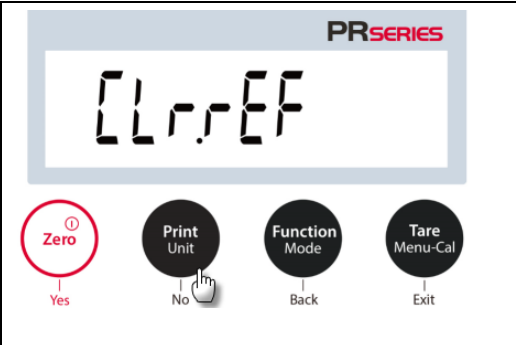 PRSERIES
CLr.rEF
Zero
Print
Unit
Function
Mode
Tare
Menu-Cal
Yes
No
Back
Exit